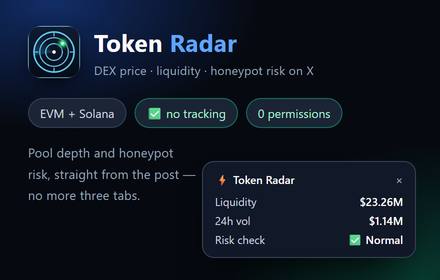 Token Radar
DEX price · liquidity · honeypot risk on X
EVM + Solana
✅ no tracking
0 permissions
Pool depth and honeypot
risk, straight from the post —
no more three tabs.
⚡ Token Radar ×
Liquidity $23.26M
24h vol $1.14M
Risk check ✅ Normal